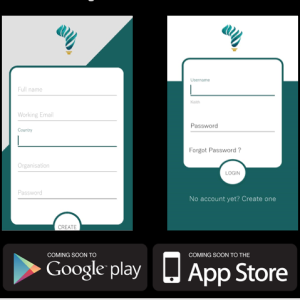 Full name
Working Email
Country
Organisation
Password
CREATE
Username
Password
Forgot Password ?
LOGIN
No account yet? Create one
COMING SOON TO
Google play
COMING SOON TO THE
App Store